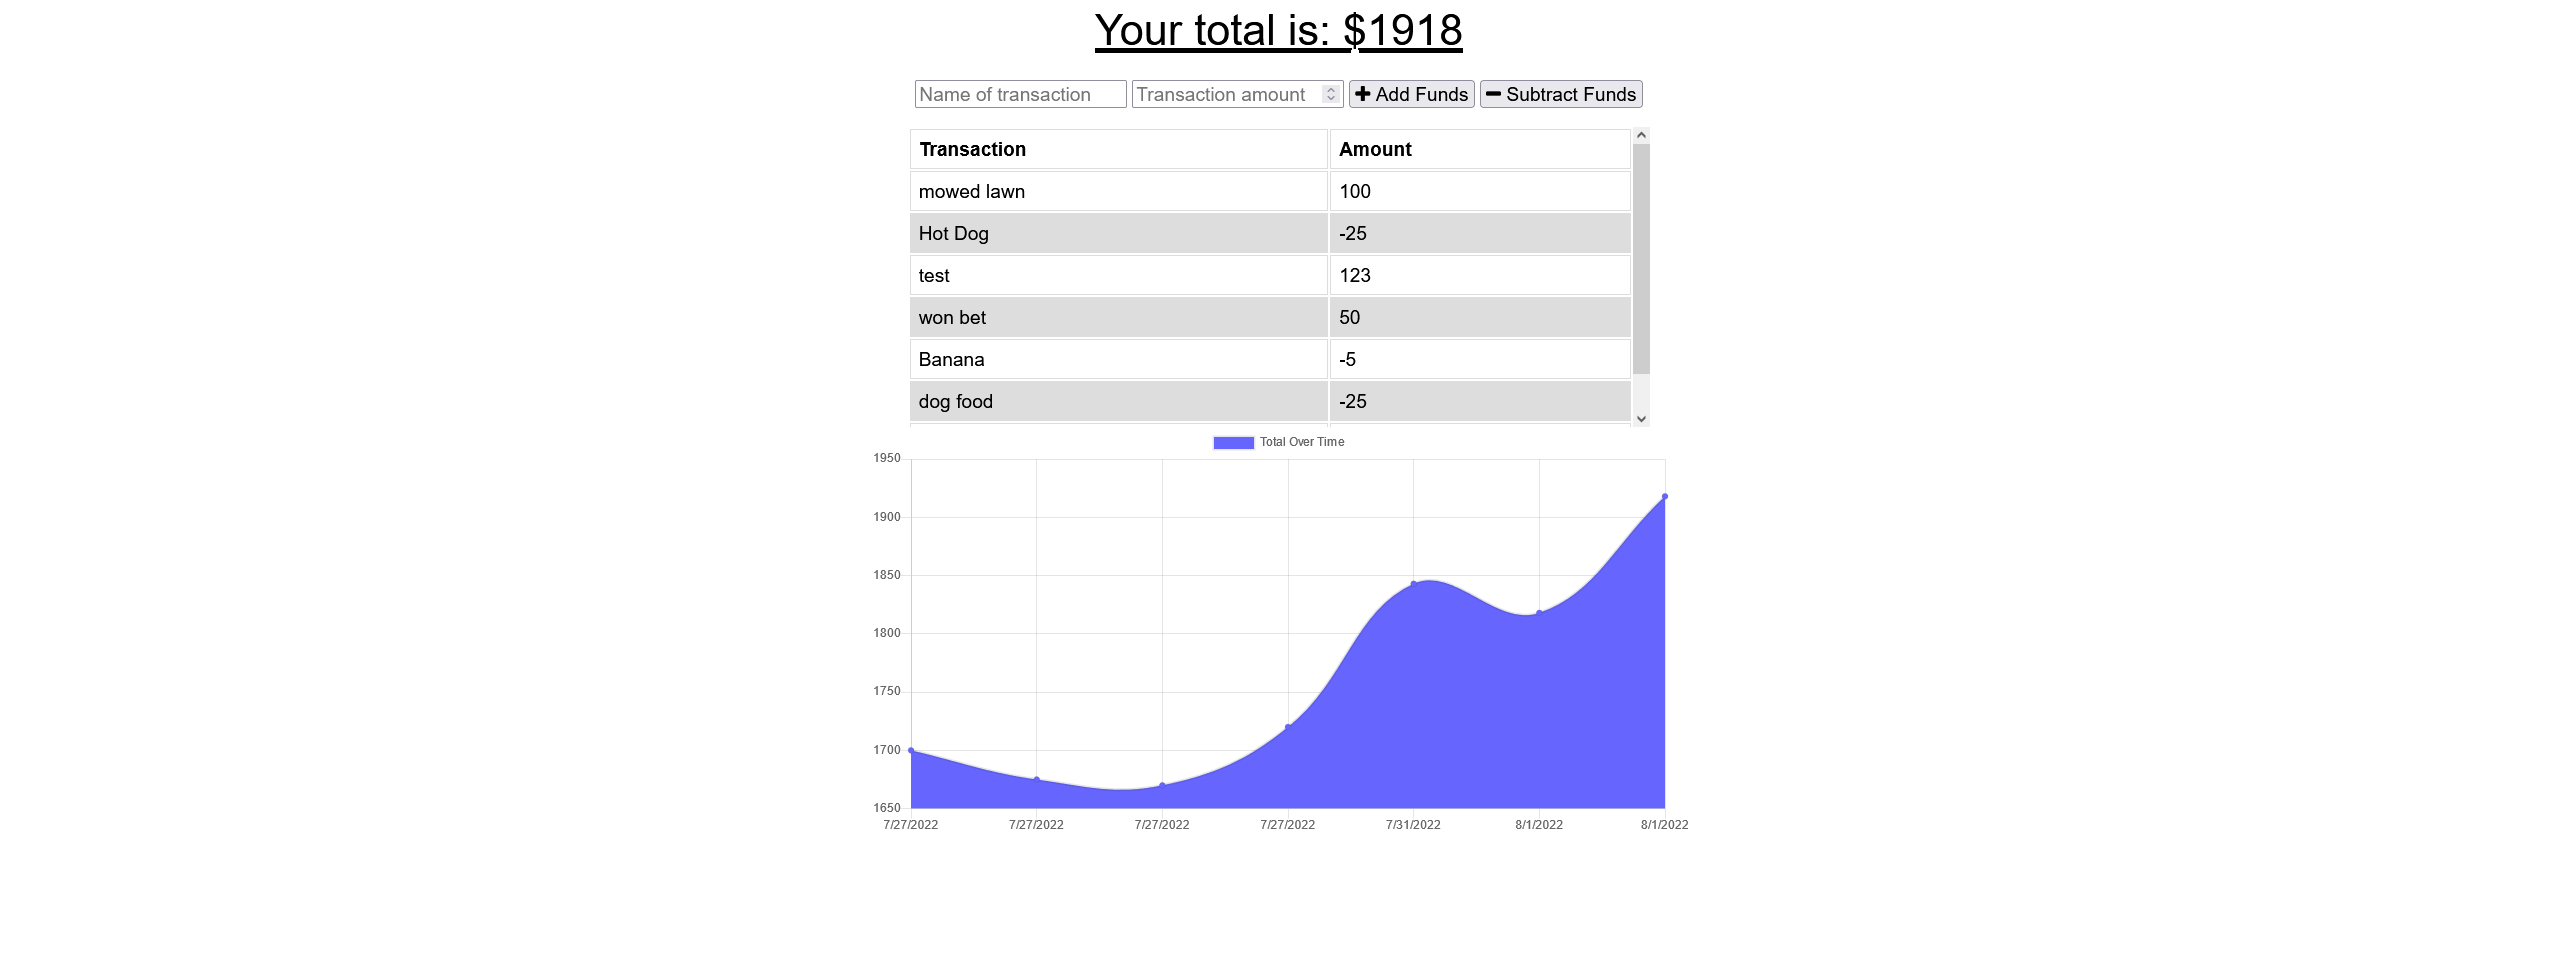 Your total is: $1918
Name of transaction Transaction amount Add Funds Subtract Funds
Transaction Amount
mowed lawn 100
Hot Dog -25
test 123
won bet 50
Banana -5
dog food -25
Total Over Time
1950
1900
1850
1800
1750
1700
1650
7/27/2022 7/27/2022 7/27/2022 7/27/2022 7/31/2022 8/1/2022 8/1/2022